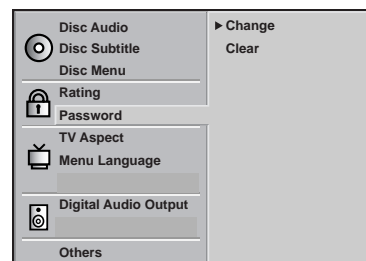 Disc Audio
Disc Subtitle
Disc Menu
Rating
Password
TV Aspect
Menu Language
Digital Audio Output
Others
Change
Clear